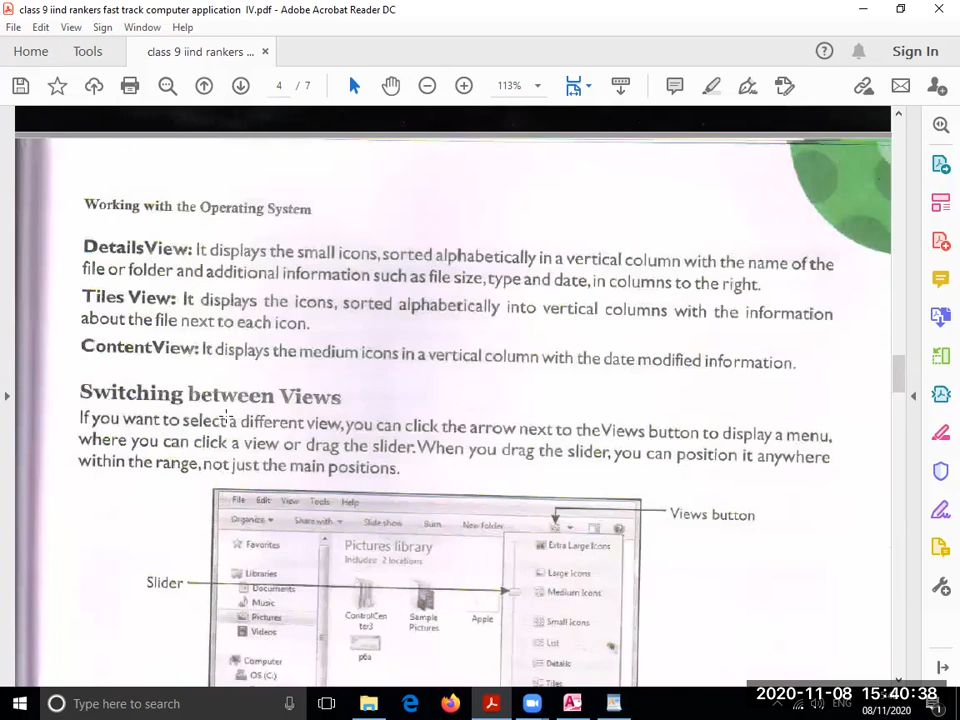 class 9 iind rankers fast track computer application IV.pdf - Adobe Acrobat Reader DC
File Edit View Sign Window Help
Home Tools class 9 iind rankers ... × Sign In
4 / 7 113%
Working with the Operating System
Details View: It displays the small icons, sorted alphabetically in a vertical column with the name of the
file or folder and additional information such as file size, type and date, in columns to the right.
Tiles View: It displays the icons, sorted alphabetically into vertical columns with the information
about the file next to each icon.
Content View: It displays the medium icons in a vertical column with the date modified information.
Switching between Views
If you want to select a different view, you can click the arrow next to the Views button to display a menu,
where you can click a view or drag the slider. When you drag the slider, you can position it anywhere
within the range, not just the main positions.
File Edit View Tools Help
Organize Share with Slide show Burn New folder
Views button
Favorites
Libraries
Documents
Music
Pictures
Videos
Computer
OS (C:)
Slider
Pictures library
Includes: 2 locations
ControlCen
ter3
Sample
Pictures
Apple
p6a
Extra Large Icons
Large Icons
Medium Icons
Small Icons
List
Details
Tiles
Type here to search
2020-11-08 15:40:38
08/11/2020